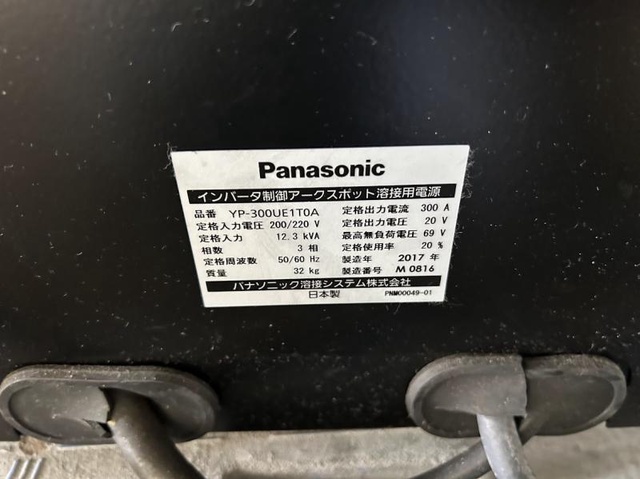 Panasonic
インバータ制御アークスポット溶接用電源
品番 YP-300UE1T0A 定格出力電流 300 A
定格入力電圧 200/220 V 定格出力電圧 20 V
定格入力 12.3 kVA 最高無負荷電圧 69 V
相数 3 相 定格使用率 20 %
定格周波数 50/60 Hz 製造年 2017 年
質量 32 kg 製造番号 M 0816
パナソニック溶接システム株式会社
日本製 PNM00049-01